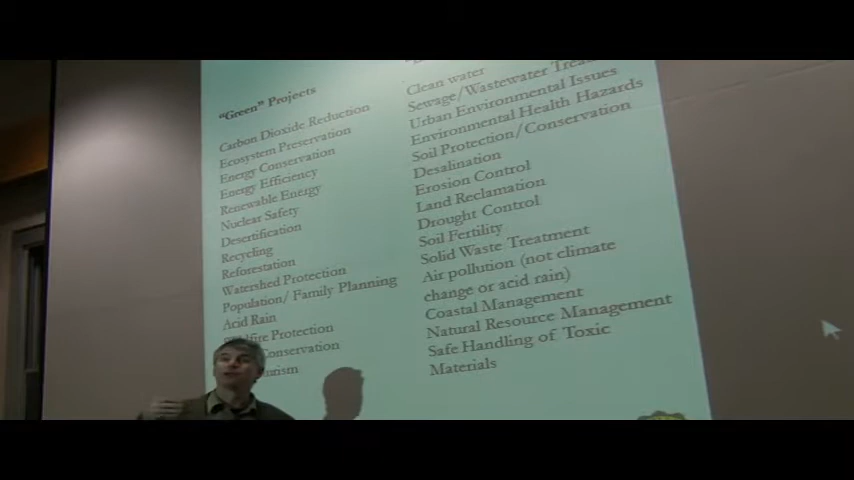 "Green" Projects
Carbon Dioxide Reduction
Ecosystem Preservation
Energy Conservation
Energy Efficiency
Renewable Energy
Nuclear Safety
Desertification
Recycling
Reforestation
Watershed Protection
Population/ Family Planning
Acid Rain
Protection
Conservation
Clean water
Sewage/Wastewater
Urban Environmental Issues
Environmental Health Hazards
Soil Protection/Conservation
Desalination
Erosion Control
Land Reclamation
Drought Control
Soil Fertility
Solid Waste Treatment
Air pollution (not climate
change or acid rain)
Coastal Management
Natural Resource Management
Safe Handling of Toxic
Materials